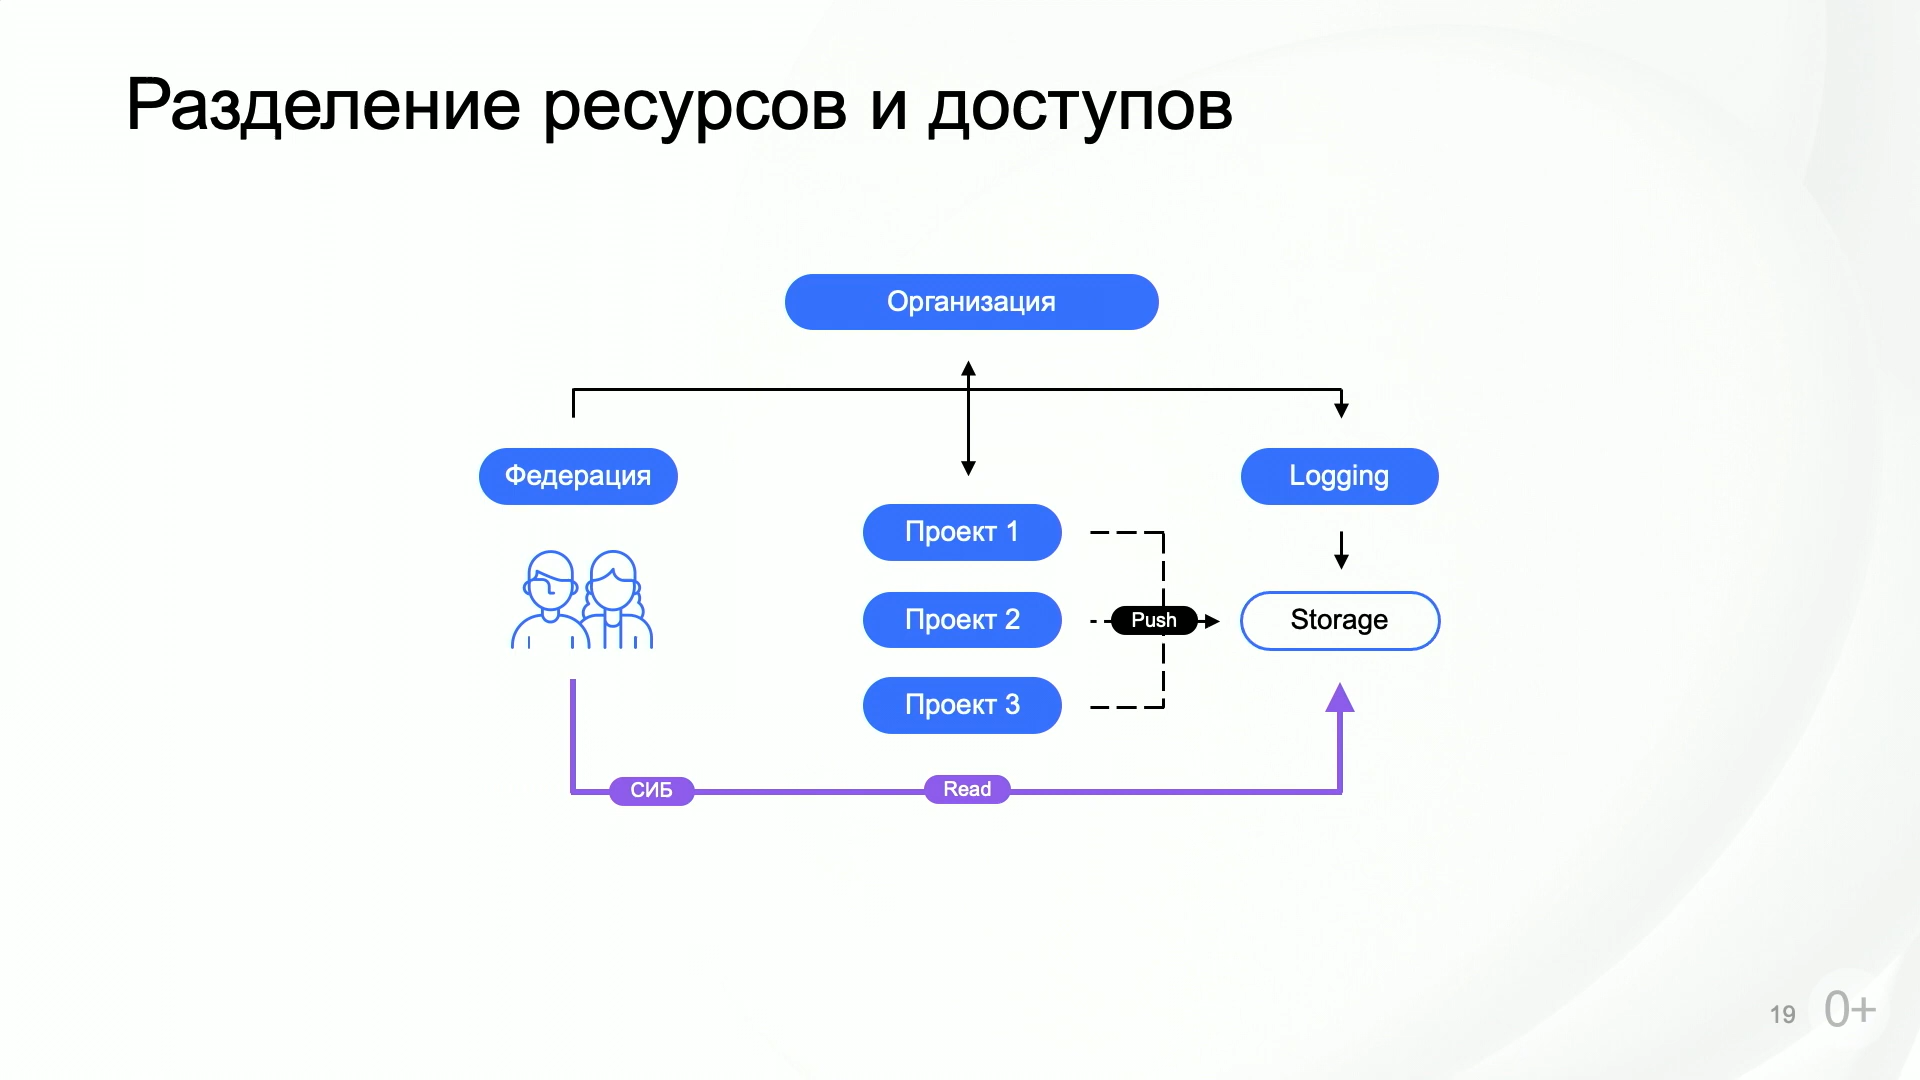 Разделение ресурсов и доступов
Организация
Федерация
Logging
Проект 1
Проект 2
Push
Storage
Проект 3
СИБ
Read
19
0+